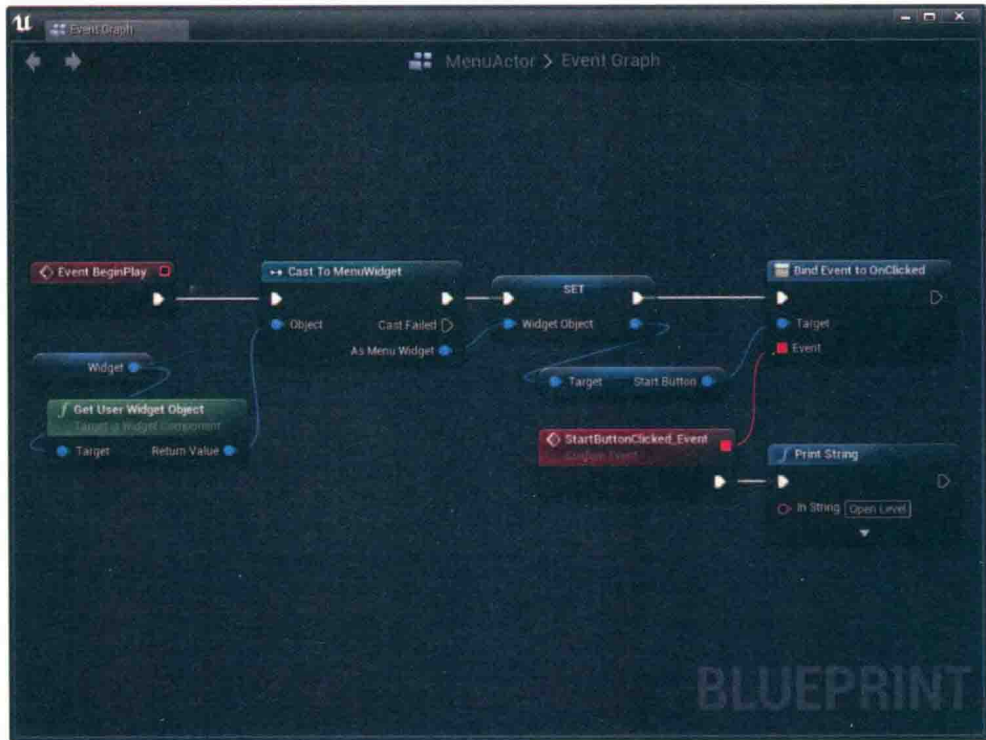 Event Graph
MenuActor > Event Graph
Event BeginPlay
Cast To MenuWidget
Object
Cast Failed
As Menu Widget
SET
Widget Object
Bind Event to OnClicked
Target
Event
Widget
Get User Widget Object
Target is Widget Component
Target
Return Value
Target
Start Button
StartButtonClicked_Event
Custom Event
Print String
In String
Open Level
BLUEPRINT